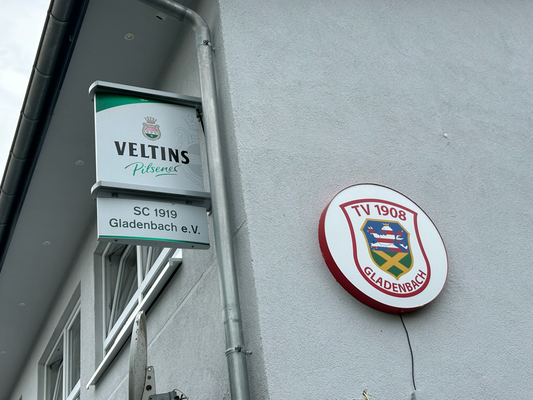 VELTINS
Pilsener
SC 1919
Gladenbach e.V.
TV 1908
GLADENBACH